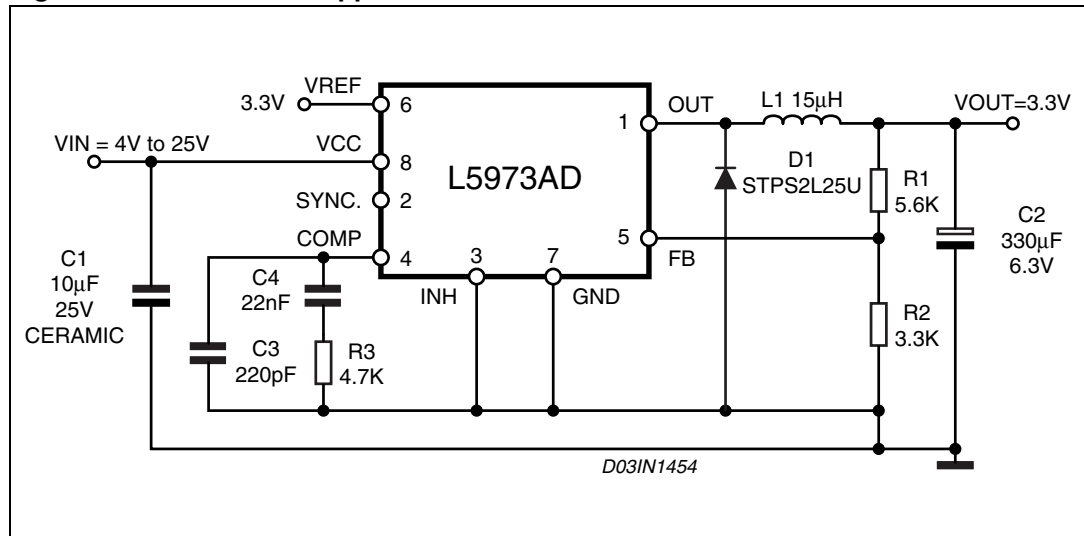 VREF
3.3V
6
VIN = 4V to 25V
VCC
8
SYNC.
2
COMP
4
L5973AD
1
OUT
L1 15µH
VOUT=3.3V
D1
STPS2L25U
R1
5.6K
5
FB
C2
330µF
6.3V
3
7
INH
GND
C1
10µF
25V
CERAMIC
C4
22nF
C3
220pF
R3
4.7K
R2
3.3K
D03IN1454